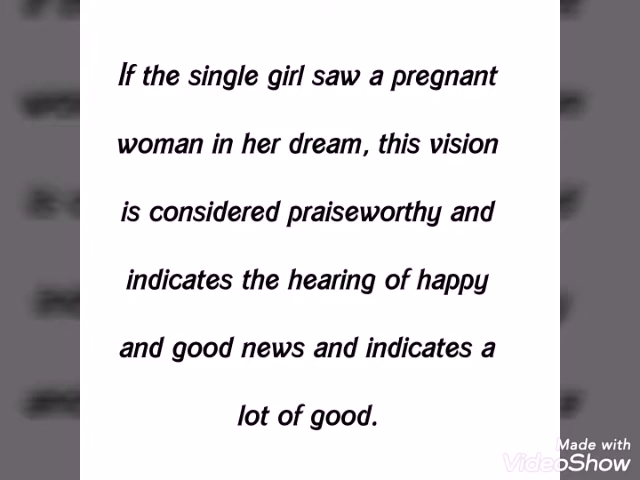 If the single girl saw a pregnant
woman in her dream, this vision
is considered praiseworthy and
indicates the hearing of happy
and good news and indicates a
lot of good.
Made with
VideoShow